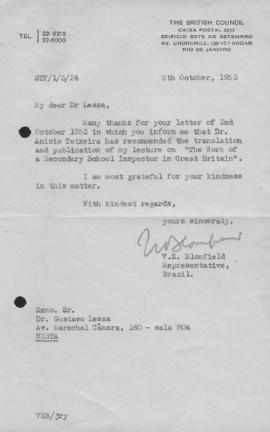 THE BRITISH COUNCIL
CAIXA POSTAL 2237
EDIFICIO SETE DE SETEMBRO
AV. CHURCHILL, 129-12.º ANDAR
RIO DE JANEIRO
TEL. 22-9212
22-6000
BTF/1/3/24
5th October, 1953
My dear Dr Lessa,
Many thanks for your letter of 2nd
October 1953 in which you inform me that Dr.
Anizio Teixeira has recommended the translation
and publication of my lecture on "The Work of
a Secondary School Inspector in Great Britain".
I am most grateful for your kindness
in this matter.
With kindest regards,
yours sincerely,
V.E. Blomfield
Representative,
Brazil.
Exmo. Sr.
Dr. Gustavo Lessa
Av. Marechal Câmara, 160 - sala 904
NESTA
VEB/jry